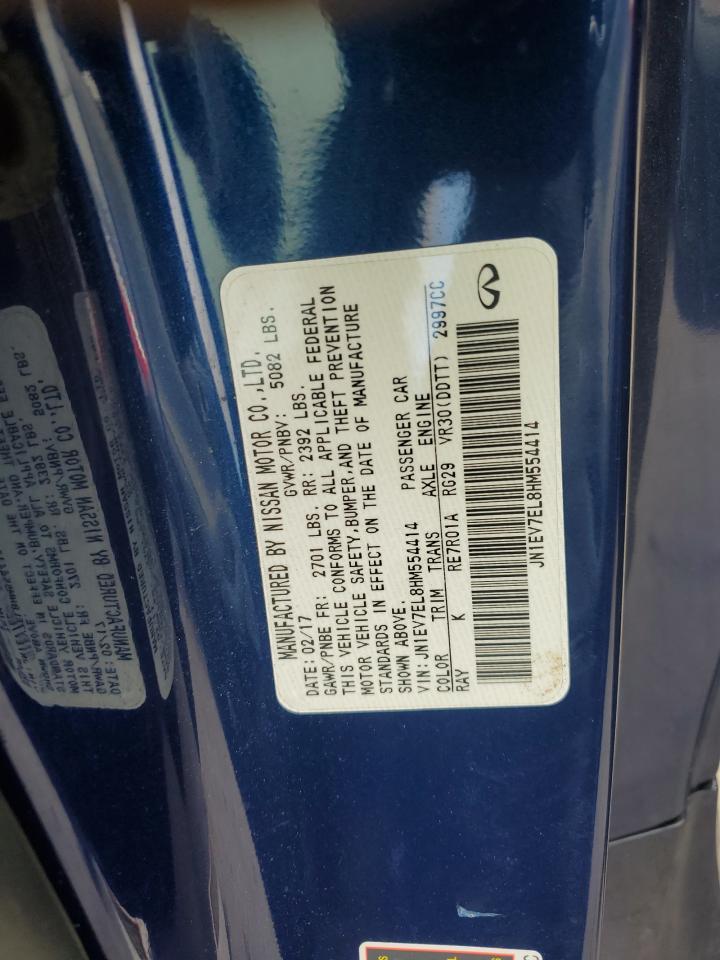 MANUFACTURED BY NISSAN MOTOR CO.,LTD.
DATE: 02/17 GVWR/PNBV: 5082 LBS.
GAWR/PNBE FR: 2701 LBS. RR: 2392 LBS.
THIS VEHICLE CONFORMS TO ALL APPLICABLE FEDERAL
MOTOR VEHICLE SAFETY,BUMPER,AND THEFT PREVENTION
STANDARDS IN EFFECT ON THE DATE OF MANUFACTURE
SHOWN ABOVE.
VIN: JN1EV7EL8HM554414 PASSENGER CAR
COLOR TRIM TRANS AXLE ENGINE
RAY K RE7R01A RG29 VR30(DDTT) 2997CC
JN1EV7EL8HM554414